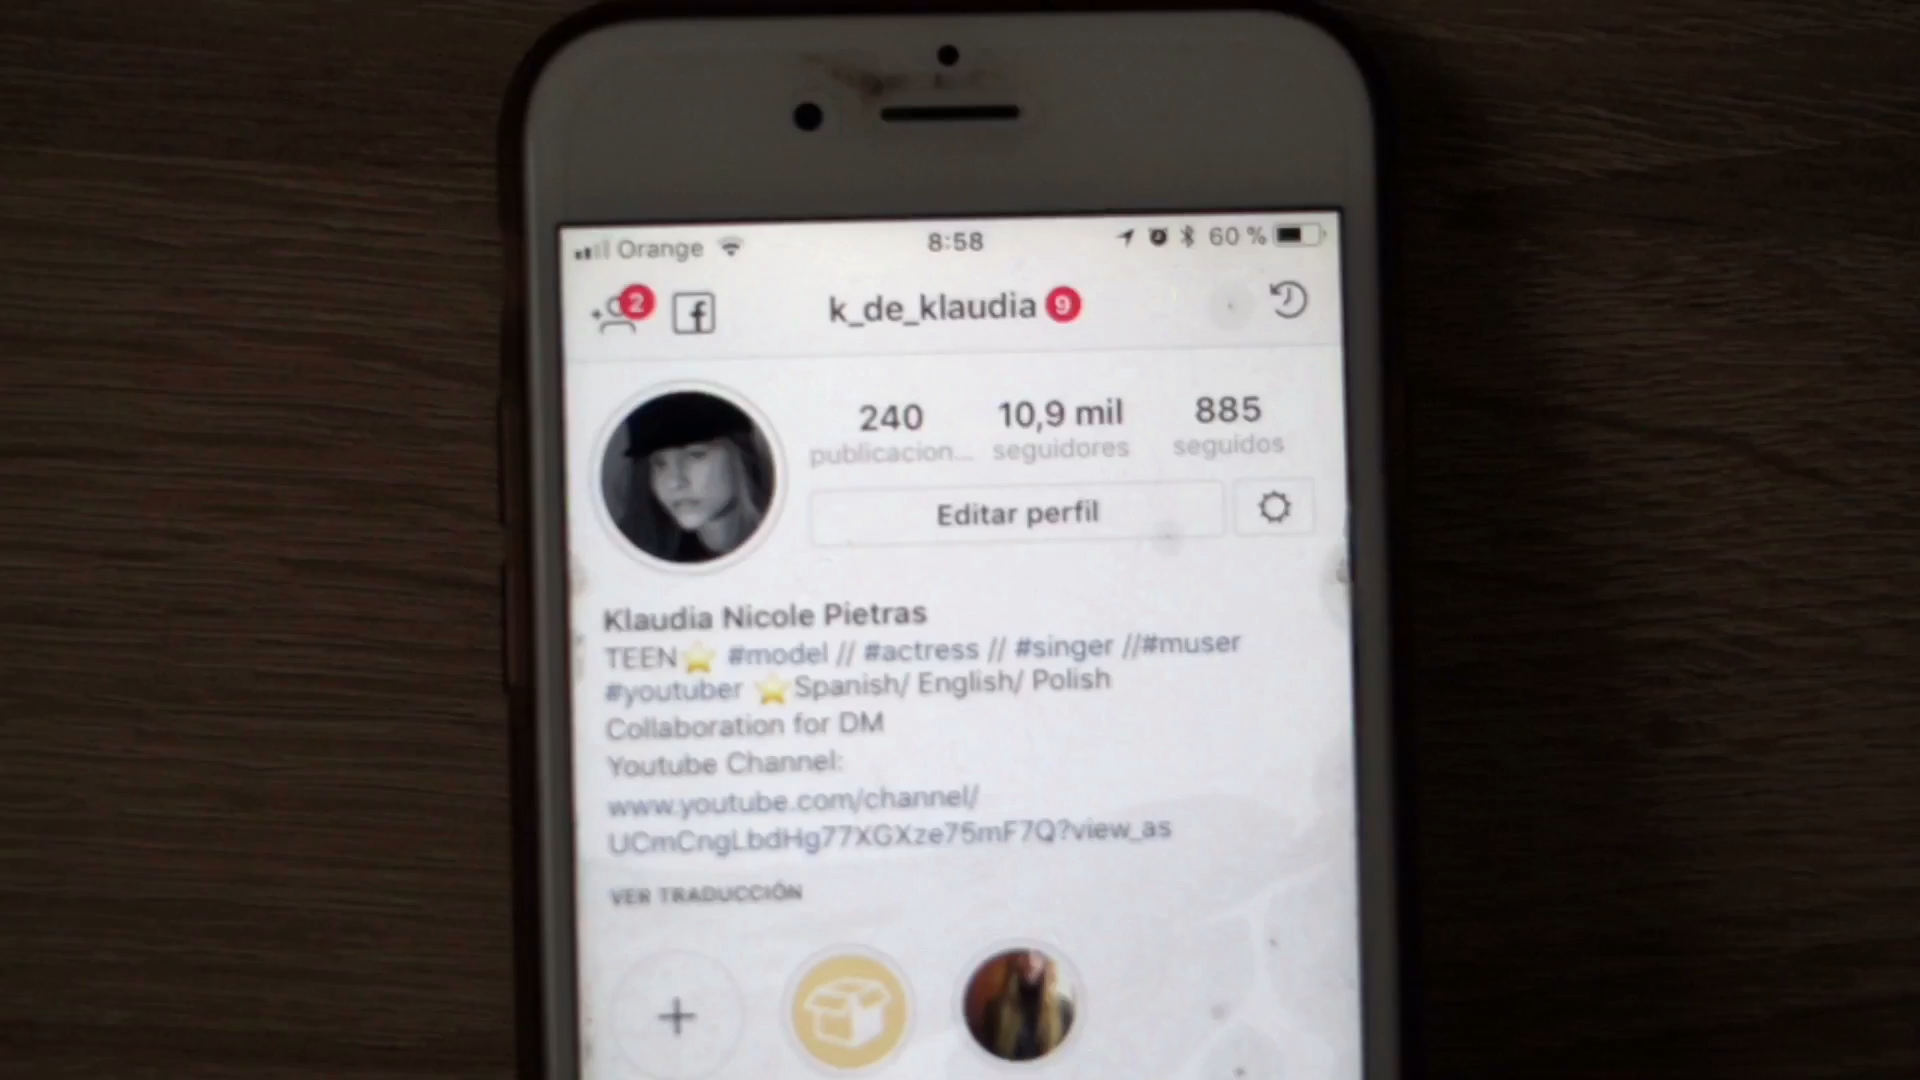 Orange 8:58 60 %
2 f k_de_klaudia 9
240 10,9 mil 885
publicacion... seguidores seguidos
Editar perfil
Klaudia Nicole Pietras
TEEN⭐ #model // #actress // #singer //#muser
#youtuber ⭐Spanish/ English/ Polish
Collaboration for DM
Youtube Channel:
www.youtube.com/channel/
UCmCngLbdHg77XGXze75mF7Q?view_as
VER TRADUCCIÓN